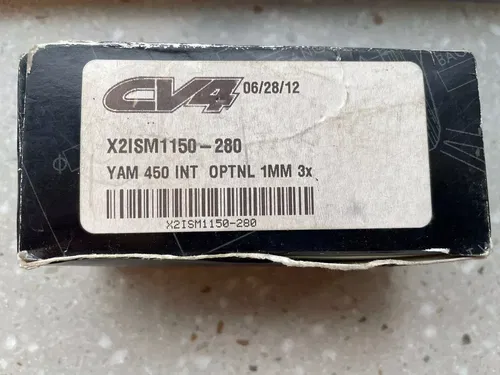 CV4 06/28/12
X2ISM1150-280
YAM 450 INT OPTNL 1MM 3x
X2ISM1150-280